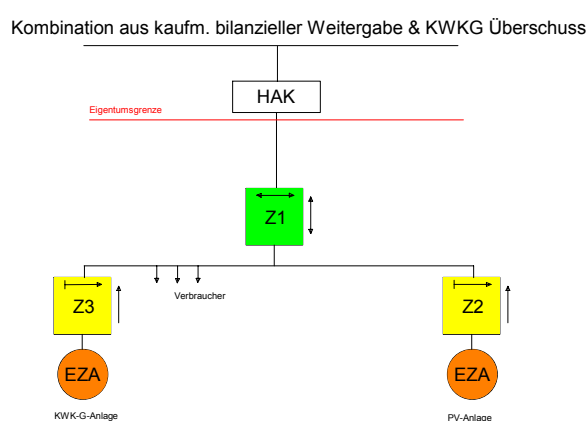 Kombination aus kaufm. bilanzieller Weitergabe & KWKG Überschuss
HAK
Eigentumsgrenze
Z1
Z3
Verbraucher
Z2
EZA
EZA
KWK-G-Anlage
PV-Anlage